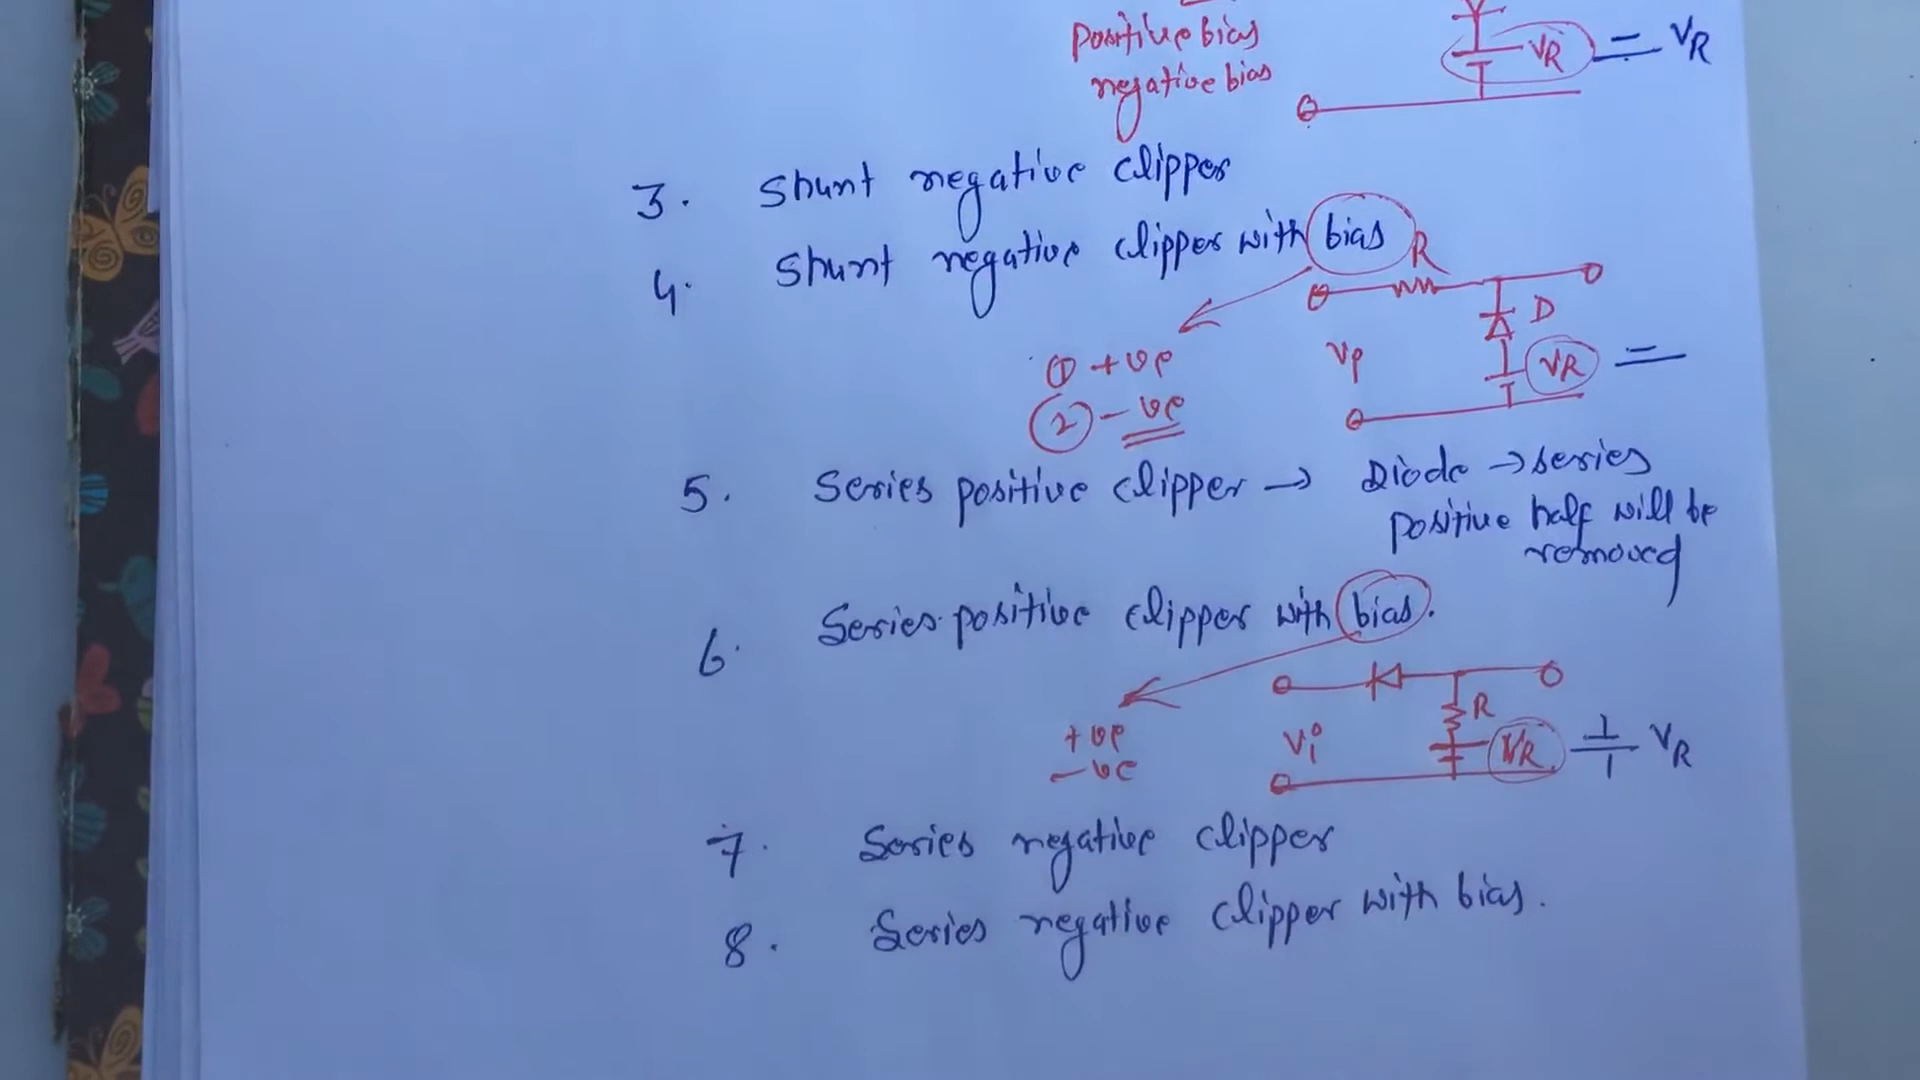 Positive bias
negative bias
VR = VR
3. Shunt negative clipper
4. Shunt negative clipper with bias
R
D
① +ve
Vi
VR =
② -ve
5. Series positive clipper → Diode → series
positive half will be
removed
6. Series positive clipper with bias.
R
+ve
Vi
VR
VR
-ve
7. Series negative clipper
8. Series negative clipper with bias.